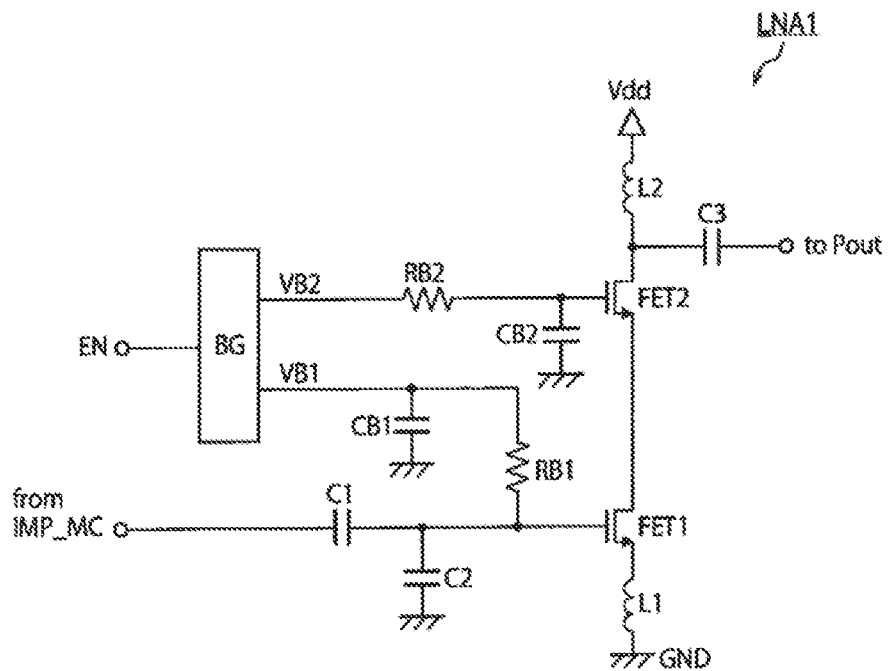 LNA1
Vdd
L2
C3
to Pout
VB2
RB2
FET2
CB2
EN
BG
VB1
CB1
RB1
from
IMP_MC
C1
FET1
C2
L1
GND